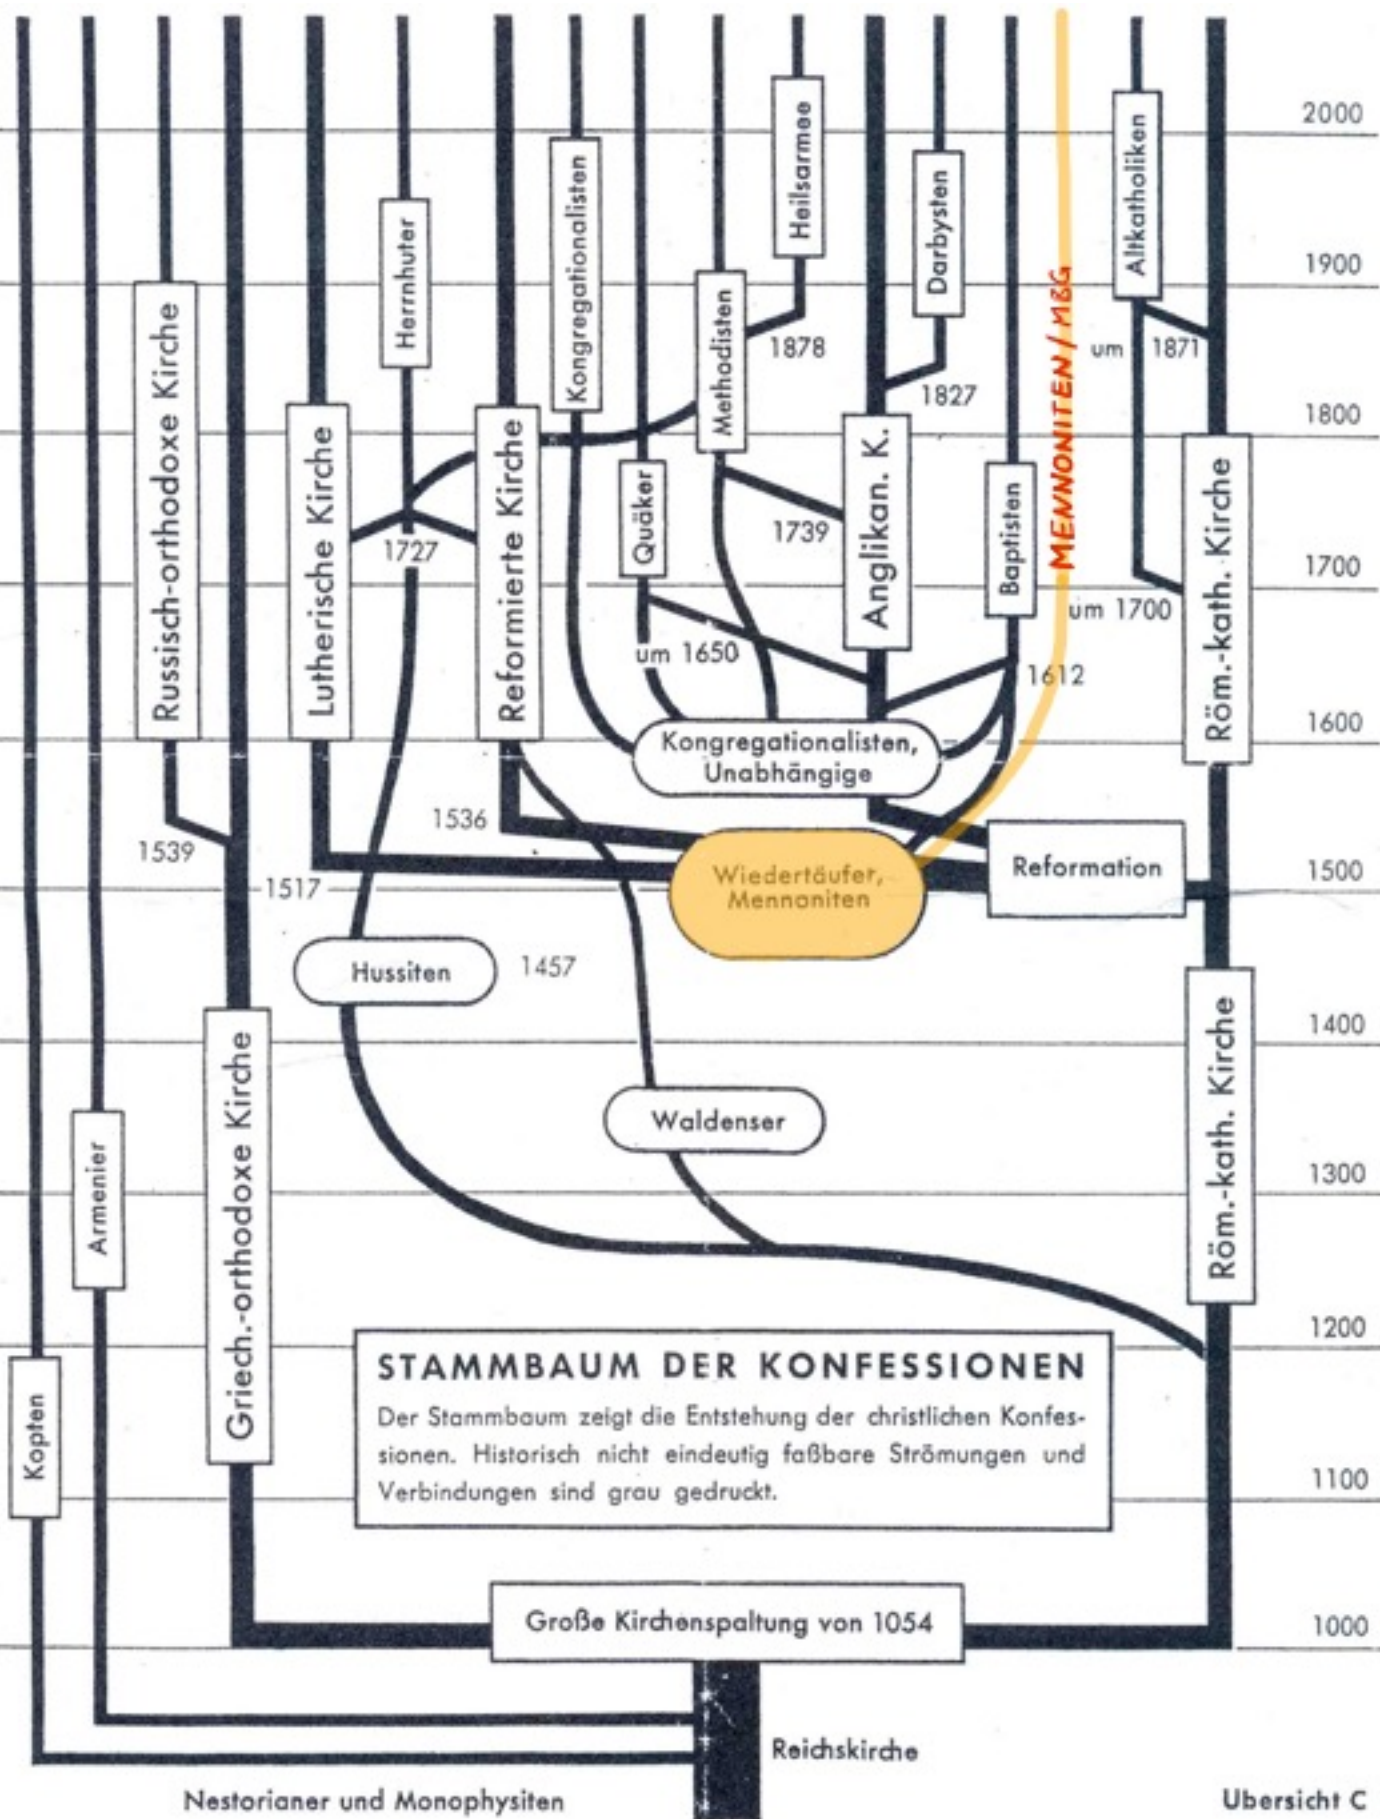 2000
Heilsarmee
Altkatholiken
Kongregationalisten
Darbysten
Herrnhuter
1900
MENNONITEN/MBG
Methodisten
Russisch-orthodoxe Kirche
1878
um 1871
1827
1800
Lutherische Kirche
Reformierte Kirche
Anglikan. K.
Röm.-kath. Kirche
Quäker
Baptisten
1739
1727
1700
um 1700
um 1650
1612
1600
Kongregationalisten,
Unabhängige
1536
1539
Wiedertäufer,
Mennaniten
Reformation
1517
1500
Hussiten
1457
1400
Griech.-orthodoxe Kirche
Röm.-kath. Kirche
Waldenser
Armenier
1300
1200
STAMMBAUM DER KONFESSIONEN
Der Stammbaum zeigt die Entstehung der christlichen Konfes-
sionen. Historisch nicht eindeutig faßbare Strömungen und
Verbindungen sind grau gedruckt.
Kopten
1100
Große Kirchenspaltung von 1054
1000
Reichskirche
Nestorianer und Monophysiten
Ubersicht C